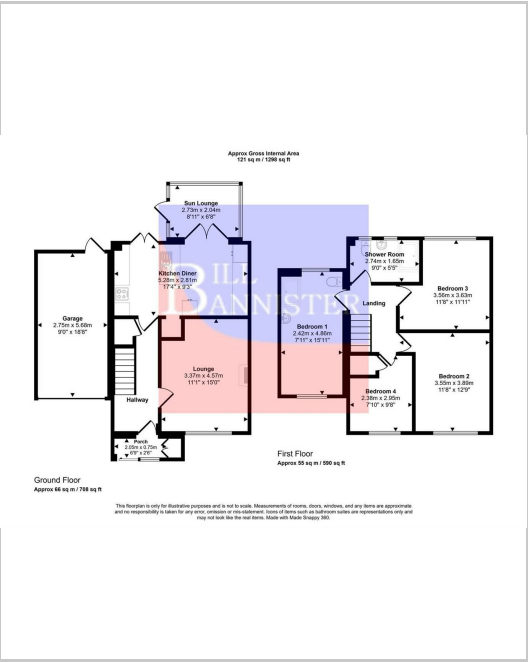 Approx Gross Internal Area
121 sq m / 1298 sq ft
Sun Lounge
2.73m x 2.04m
8'11" x 6'8"
Kitchen Diner
5.28m x 2.81m
17'4" x 9'3"
Garage
2.75m x 5.68m
9'0" x 18'8"
Lounge
3.37m x 4.57m
11'1" x 15'0"
Hallway
Porch
2.05m x 0.75m
6'9" x 2'6"
Ground Floor
Approx 66 sq m / 708 sq ft
BILL
BANNISTER
Shower Room
2.74m x 1.65m
9'0" x 5'5"
Landing
Bedroom 3
3.56m x 3.63m
11'8" x 11'11"
Bedroom 1
2.42m x 4.86m
7'11" x 15'11"
Bedroom 2
3.55m x 3.89m
11'8" x 12'9"
Bedroom 4
2.38m x 2.95m
7'10" x 9'8"
First Floor
Approx 55 sq m / 590 sq ft
This floorplan is only for illustrative purposes and is not to scale. Measurements of rooms, doors, windows, and any items are approximate
and no responsibility is taken for any error, omission or mis-statement. Icons of items such as bathroom suites are representations only and
may not look like the real items. Made with Made Snappy 360.